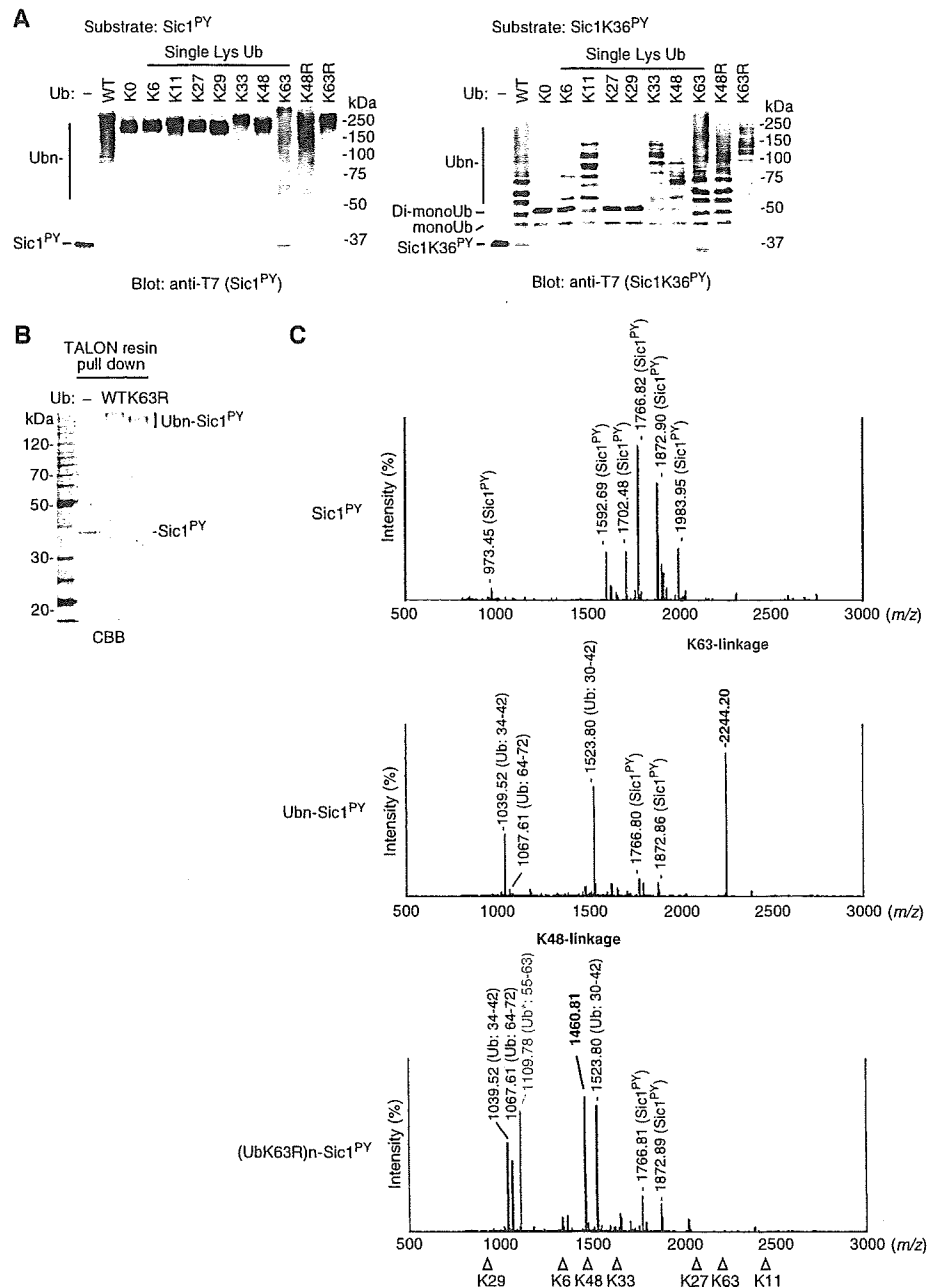 A
Substrate: Sic1PY
Single Lys Ub
Ub: – WT K0 K6 K11 K27 K29 K33 K48 K63 K48R K63R
kDa
-250
-150
-100
-75
-50
-37
Ubn-
Sic1PY –
Blot: anti-T7 (Sic1PY)
Substrate: Sic1K36PY
Single Lys Ub
Ub: - WT K0 K6 K11 K27 K29 K33 K48 K63 K48R K63R
kDa
-250
-150
-100
-75
-50
-37
Ubn-
Di-monoUb
monoUb
Sic1K36PY
Blot: anti-T7 (Sic1K36PY)
B
TALON resin
pull down
Ub: – WTK63R
kDa
120-
70-
50-
30-
20-
Ubn-Sic1PY
-Sic1PY
CBB
C
Sic1PY
Intensity (%)
973.45 (Sic1PY)
1592.69 (Sic1PY)
1702.48 (Sic1PY)
1766.82 (Sic1PY)
1872.90 (Sic1PY)
1983.95 (Sic1PY)
500 1000 1500 2000 2500 3000 (m/z)
K63-linkage
Ubn-Sic1PY
Intensity (%)
-1039.52 (Ub: 34-42)
1067.61 (Ub: 64-72)
1523.80 (Ub: 30-42)
1766.80 (Sic1PY)
1872.86 (Sic1PY)
-2244.20
500 1000 1500 2000 2500 3000 (m/z)
K48-linkage
(UbK63R)n-Sic1PY
Intensity (%)
1039.52 (Ub: 34-42)
1067.61 (Ub: 64-72)
1109.78 (Ub*: 55-63)
1460.81
1523.80 (Ub: 30-42)
1766.81 (Sic1PY)
1872.89 (Sic1PY)
500 1000 1500 2000 2500 3000 (m/z)
K29 K6 K48 K33 K27 K63 K11